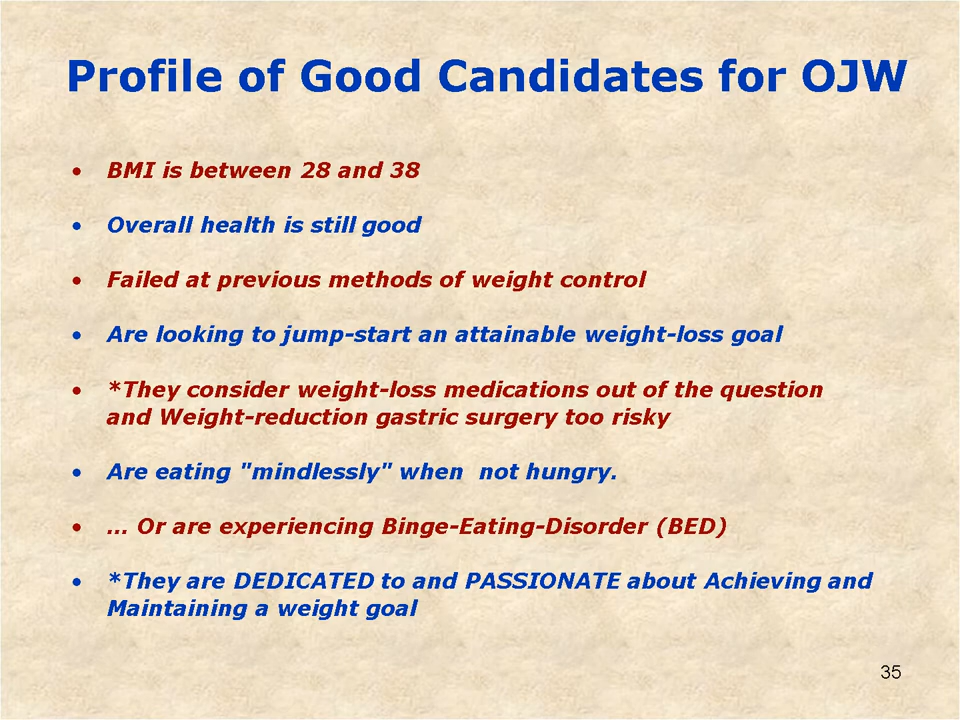 Profile of Good Candidates for OJW
• BMI is between 28 and 38
• Overall health is still good
• Failed at previous methods of weight control
• Are looking to jump-start an attainable weight-loss goal
• *They consider weight-loss medications out of the question
and Weight-reduction gastric surgery too risky
• Are eating "mindlessly" when  not hungry.
• … Or are experiencing Binge-Eating-Disorder (BED)
• *They are DEDICATED to and PASSIONATE about Achieving and
Maintaining a weight goal
35